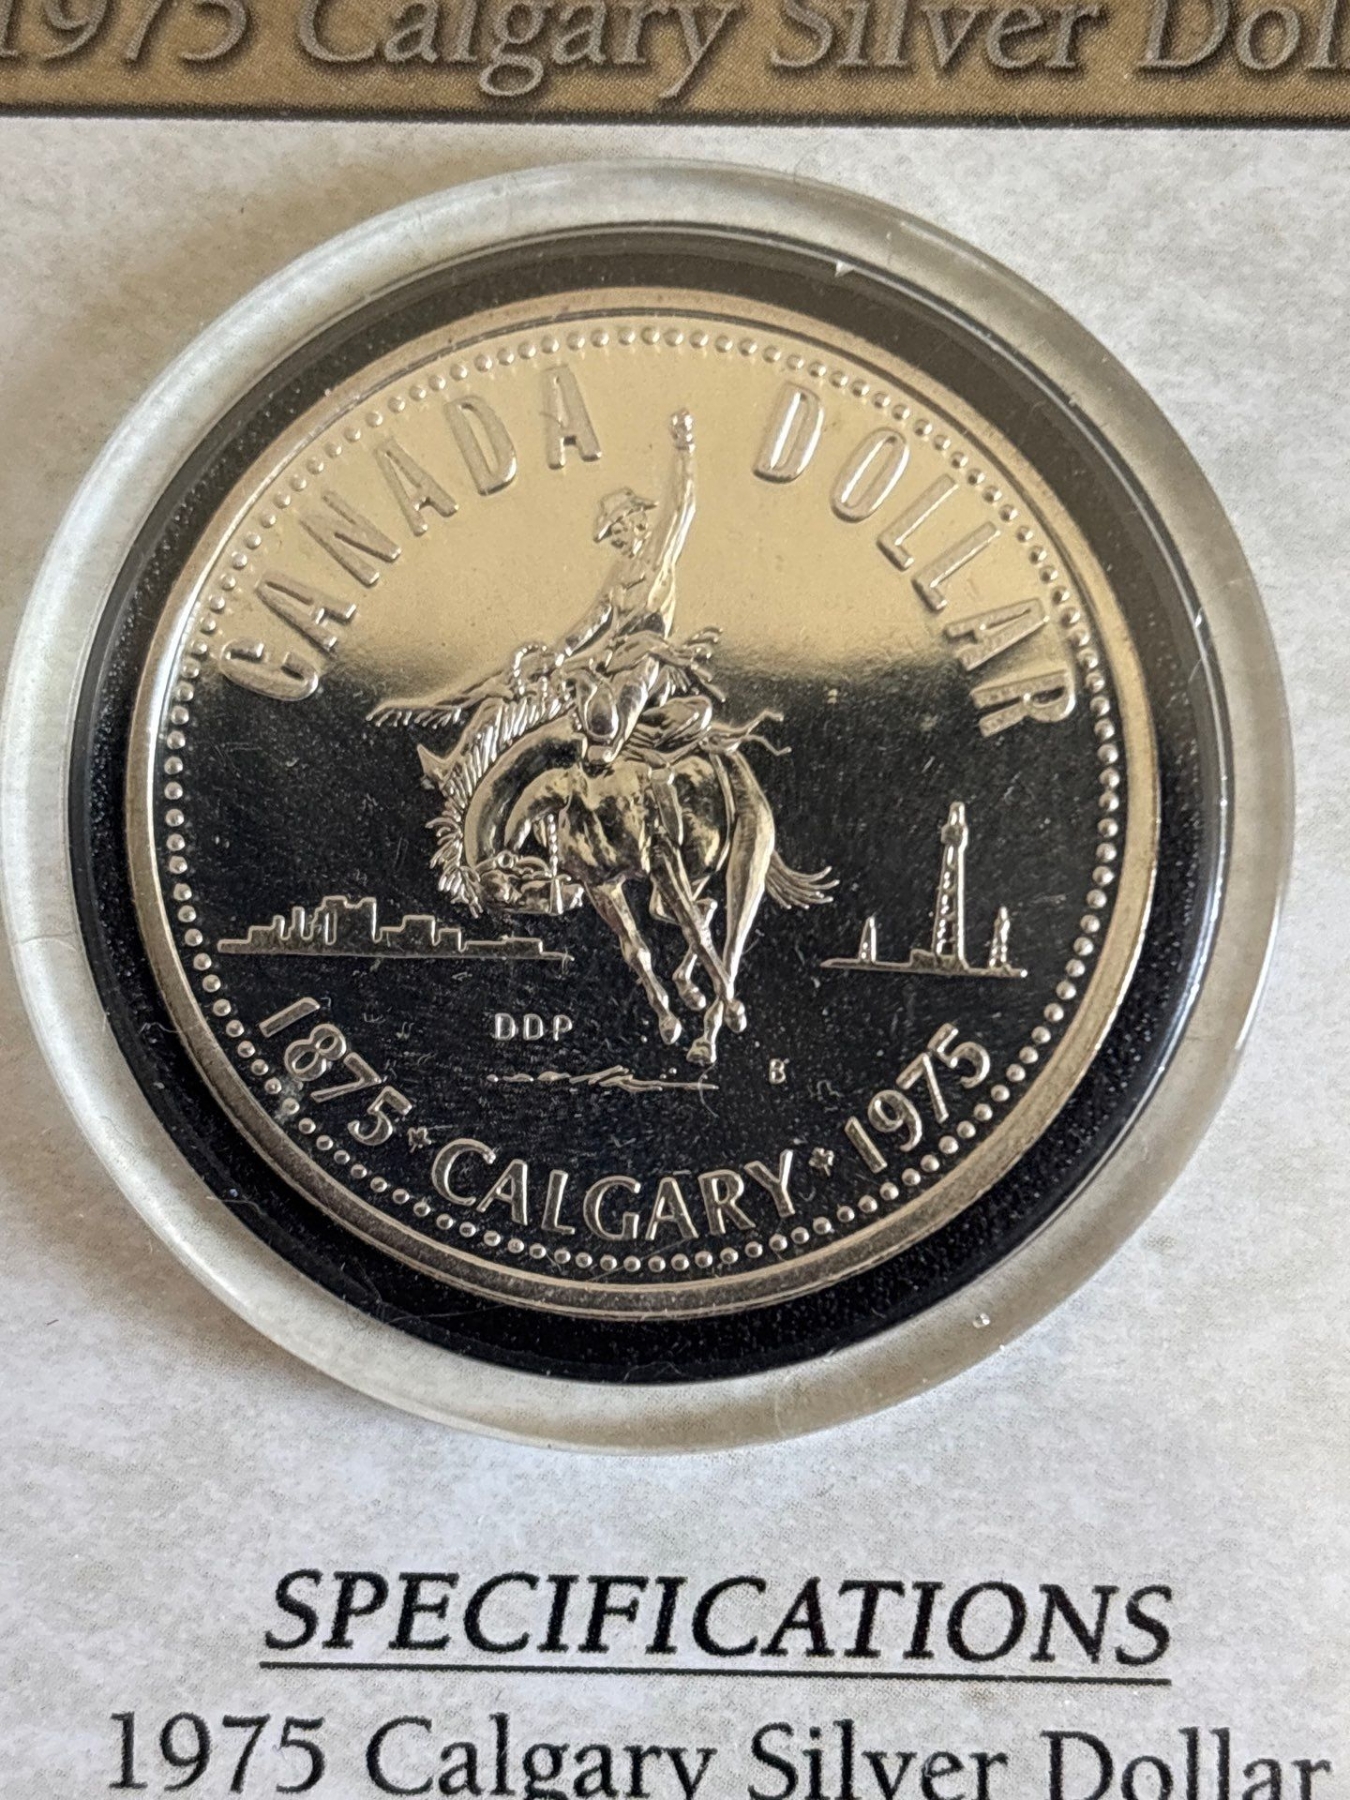 1975 Calgary Silver Dol
CANADA DOLLAR
DDP
B
1875 * CALGARY * 1975
SPECIFICATIONS
1975 Calgary Silver Dollar